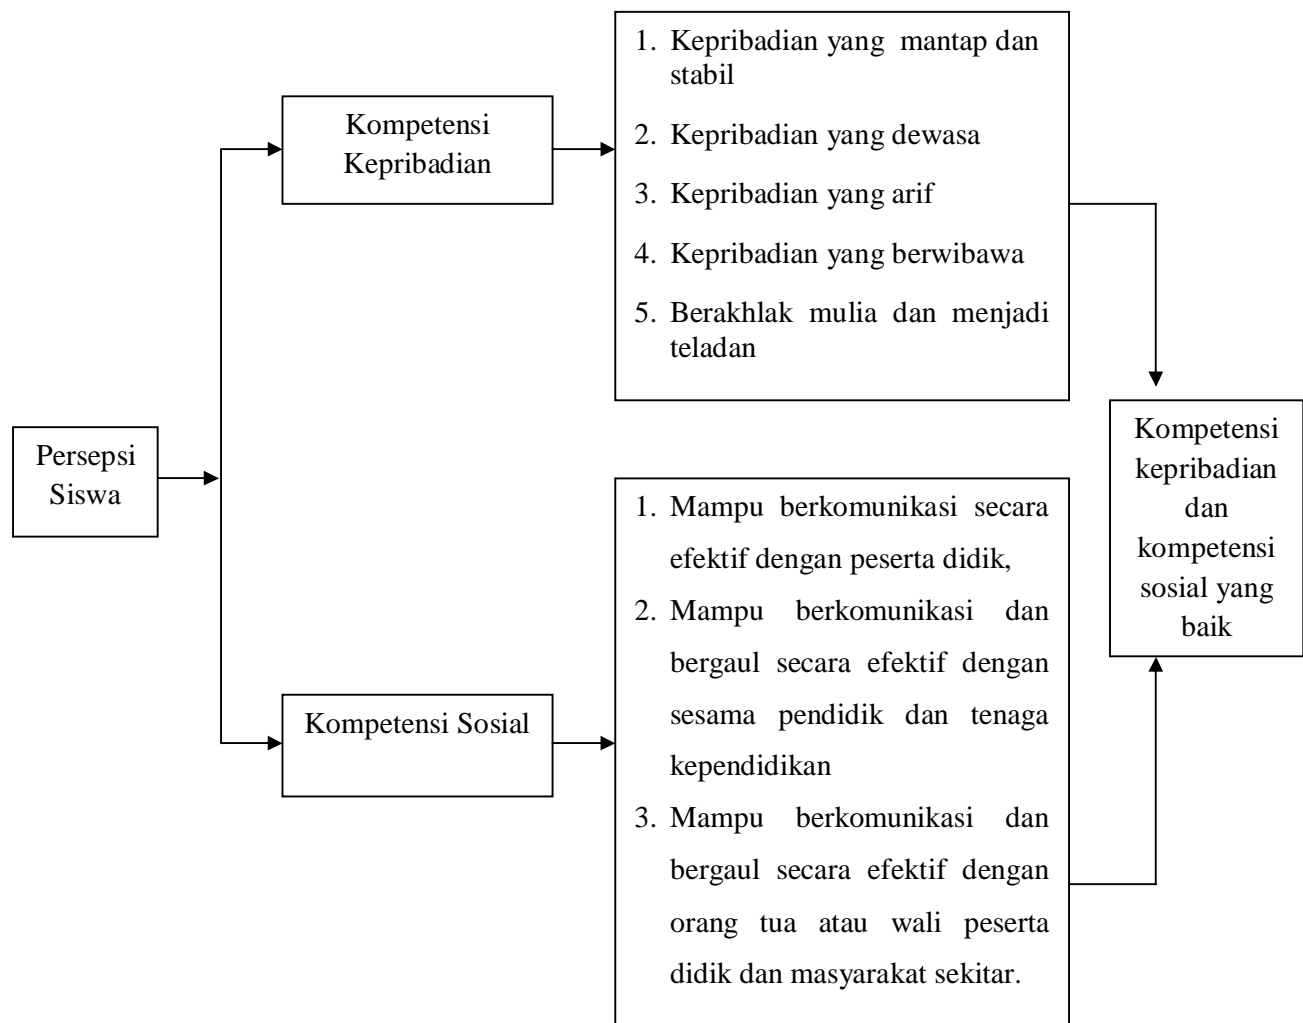 Persepsi
Siswa
Kompetensi
Kepribadian
1. Kepribadian yang mantap dan
stabil
2. Kepribadian yang dewasa
3. Kepribadian yang arif
4. Kepribadian yang berwibawa
5. Berakhlak mulia dan menjadi
teladan
Kompetensi Sosial
1. Mampu berkomunikasi secara
efektif dengan peserta didik,
2. Mampu berkomunikasi dan
bergaul secara efektif dengan
sesama pendidik dan tenaga
kependidikan
3. Mampu berkomunikasi dan
bergaul secara efektif dengan
orang tua atau wali peserta
didik dan masyarakat sekitar.
Kompetensi
kepribadian
dan
kompetensi
sosial yang
baik